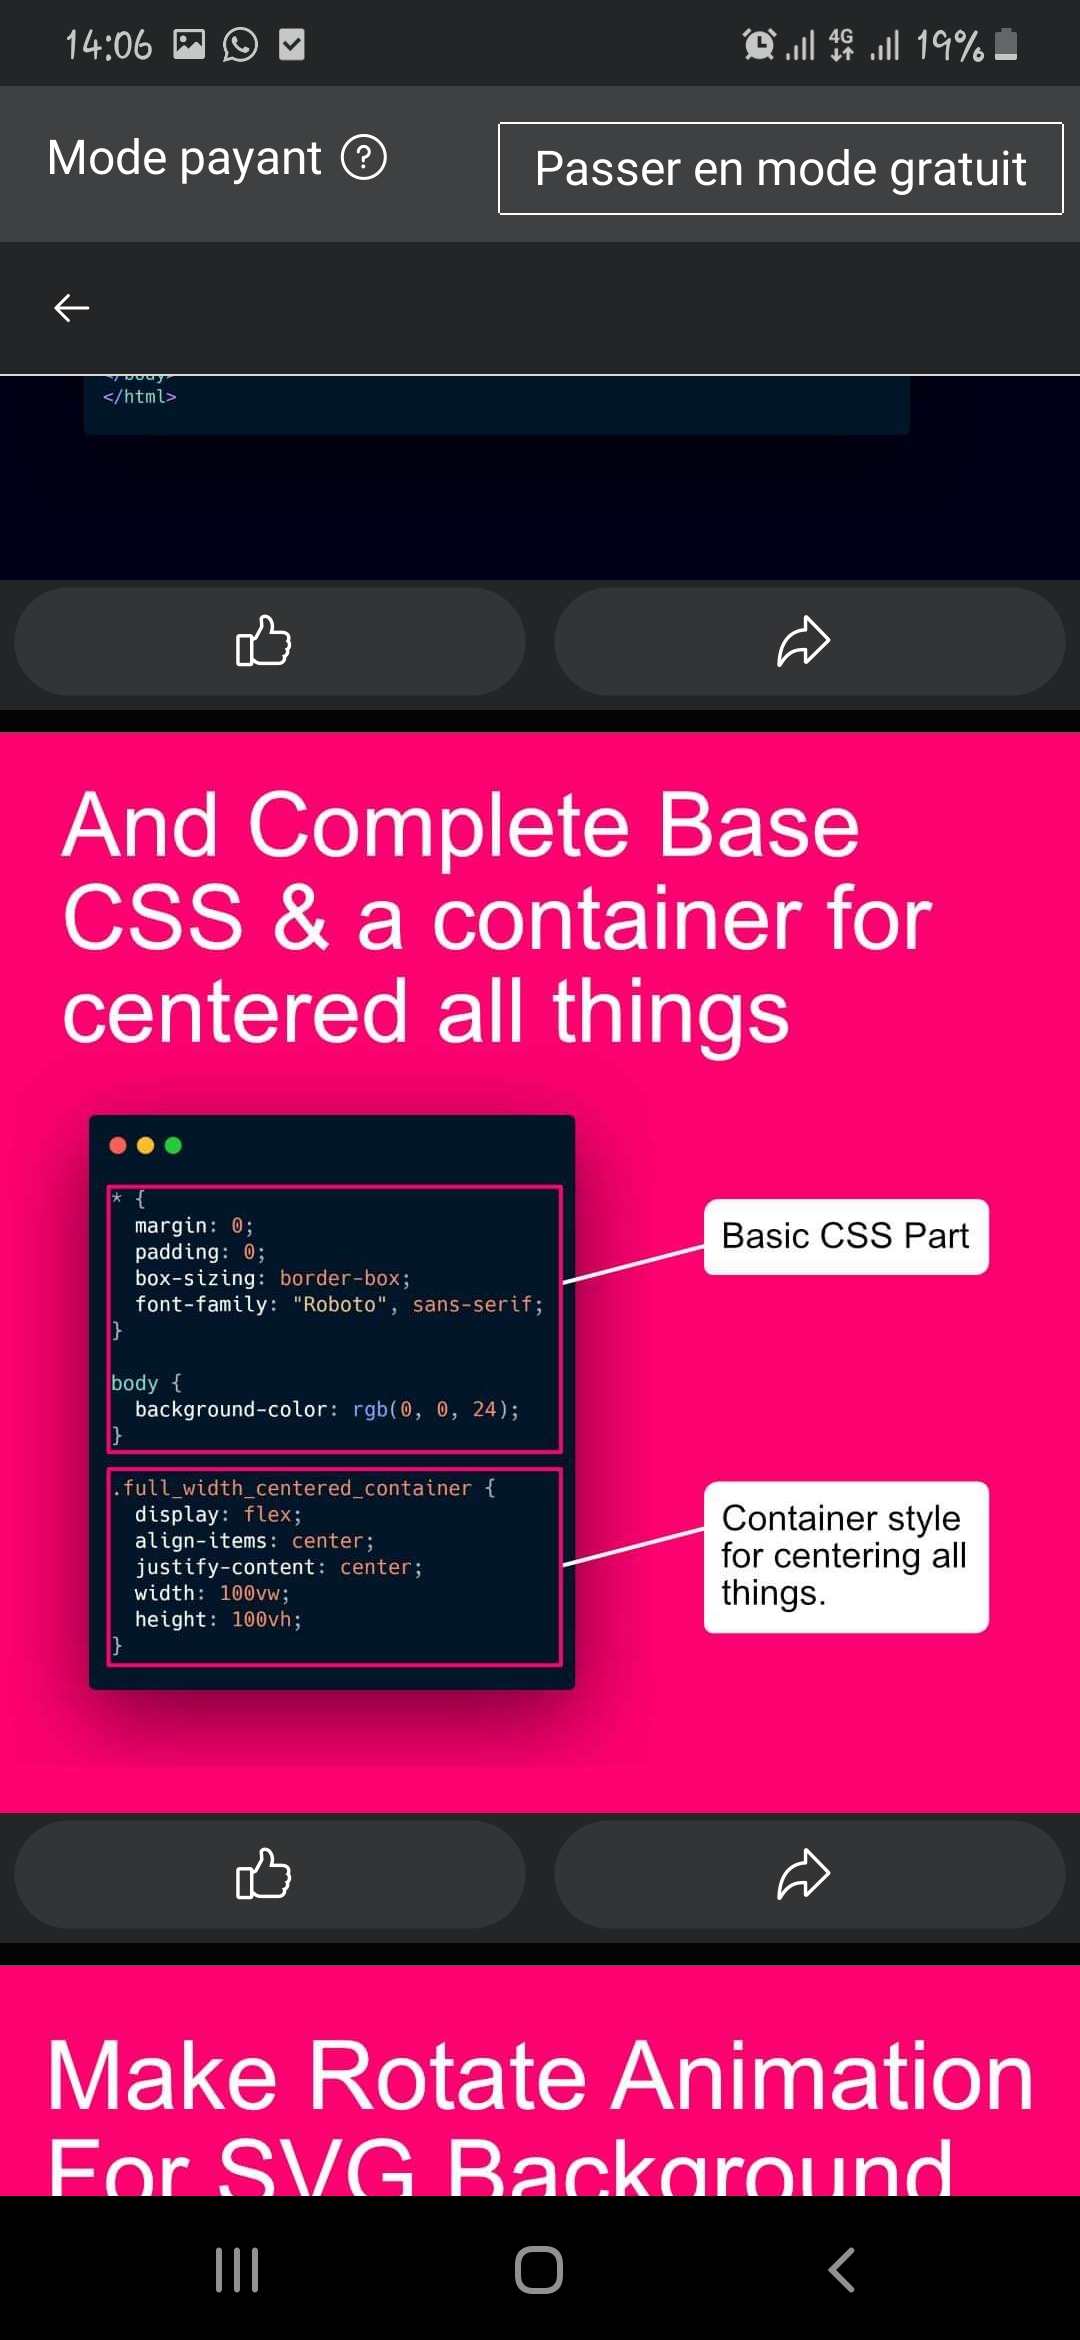 14:06
4G
19%
Mode payant ?
Passer en mode gratuit
</body>
</html>
And Complete Base
CSS & a container for
centered all things
* {
margin: 0;
padding: 0;
box-sizing: border-box;
font-family: "Roboto", sans-serif;
}
body {
background-color: rgb(0, 0, 24);
}
Basic CSS Part
.full_width_centered_container {
display: flex;
align-items: center;
justify-content: center;
width: 100vw;
height: 100vh;
}
Container style
for centering all
things.
Make Rotate Animation
For SVG Background